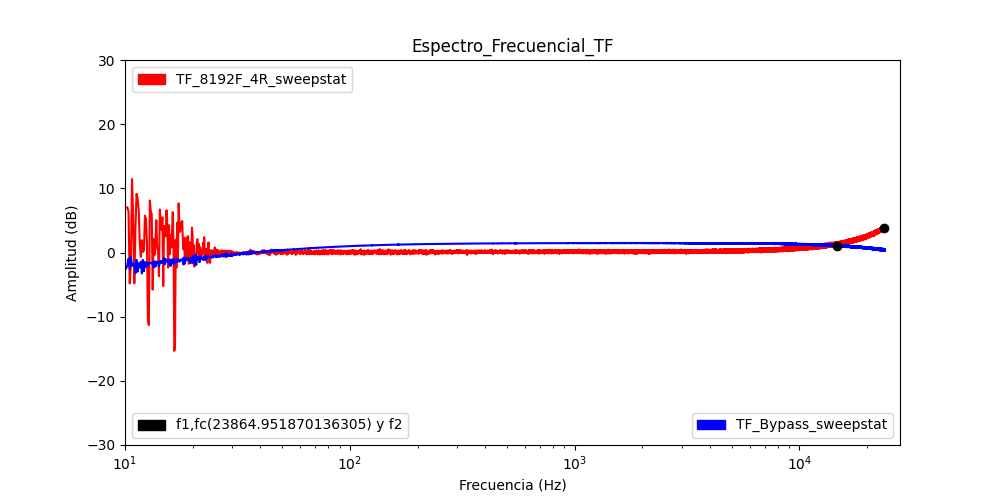 Espectro_Frecuencial_TF
30
20
10
0
−10
−20
−30
Amplitud (dB)
TF_8192F_4R_sweepstat
f1,fc(23864.951870136305) y f2
TF_Bypass_sweepstat
10¹
10²
10³
10⁴
Frecuencia (Hz)